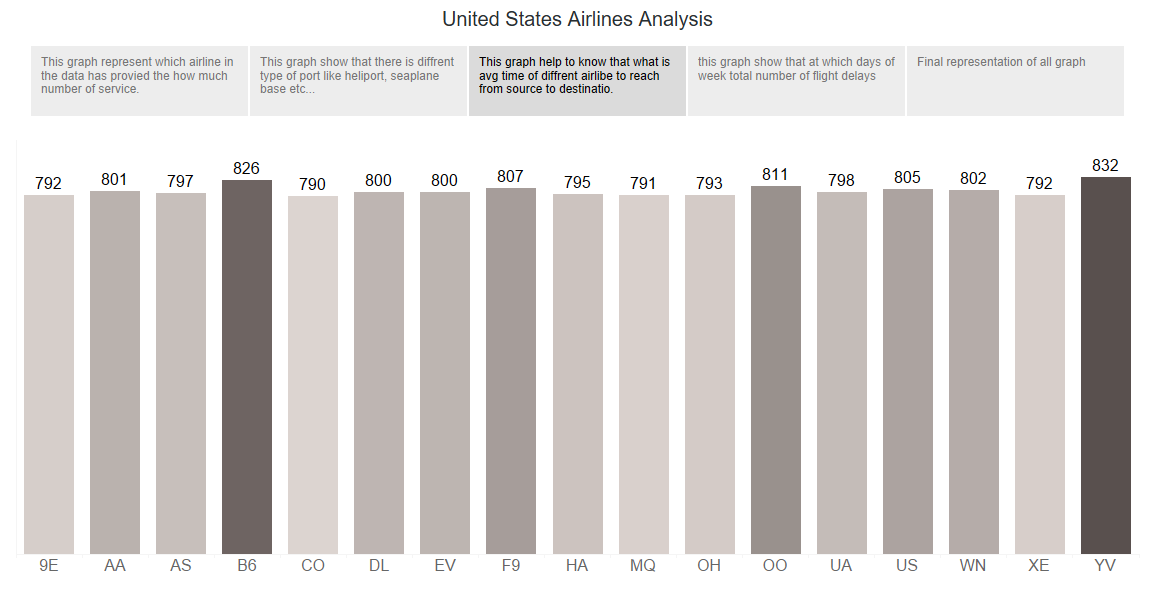 United States Airlines Analysis
This graph represent which airline in
the data has provied the how much
number of service.
This graph show that there is diffrent
type of port like heliport, seaplane
base etc...
This graph help to know that what is
avg time of diffrent airlibe to reach
from source to destinatio.
this graph show that at which days of
week total number of flight delays
Final representation of all graph
792 801 797 826 790 800 800 807 795 791 793 811 798 805 802 792 832
9E AA AS B6 CO DL EV F9 HA MQ OH OO UA US WN XE YV